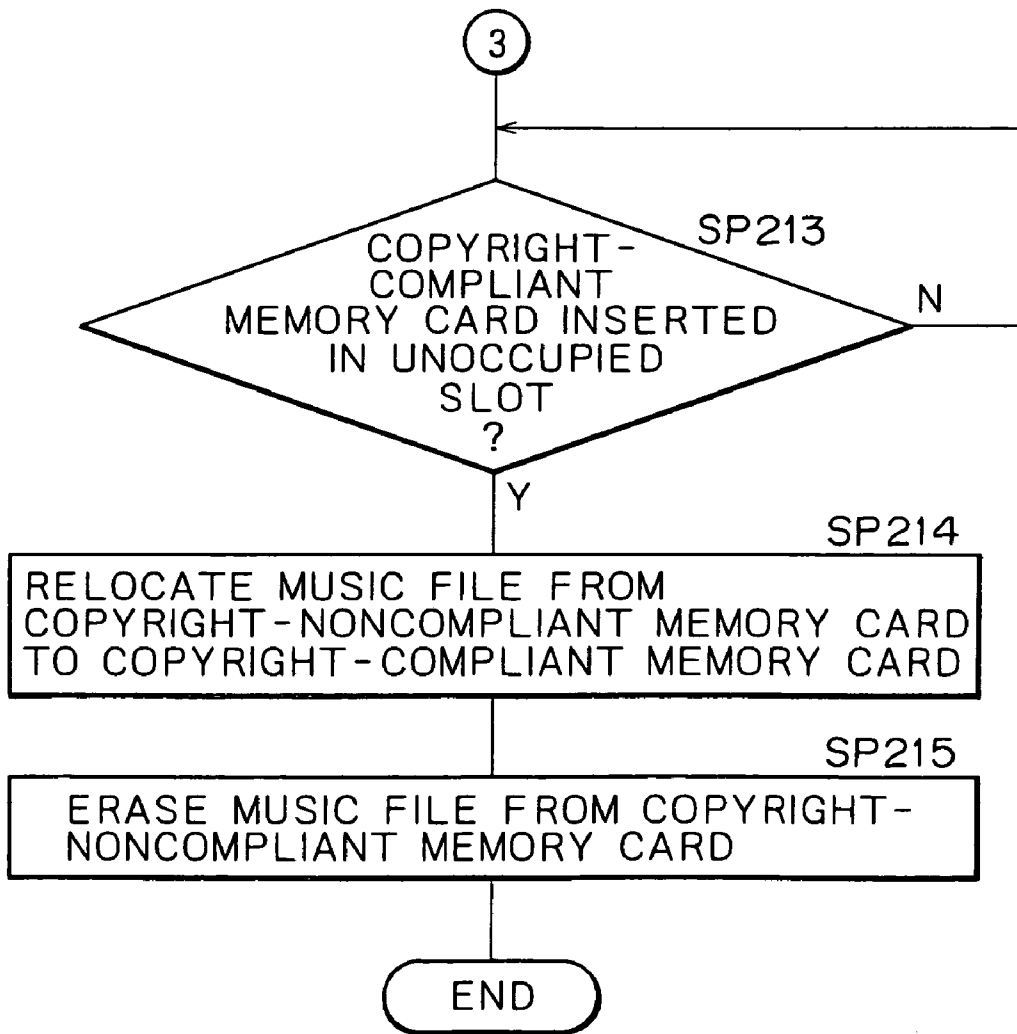 3
SP213
COPYRIGHT-
COMPLIANT
MEMORY CARD INSERTED
IN UNOCCUPIED
SLOT
?
N
Y
SP214
RELOCATE MUSIC FILE FROM
COPYRIGHT-NONCOMPLIANT MEMORY CARD
TO COPYRIGHT-COMPLIANT MEMORY CARD
SP215
ERASE MUSIC FILE FROM COPYRIGHT-
NONCOMPLIANT MEMORY CARD
END